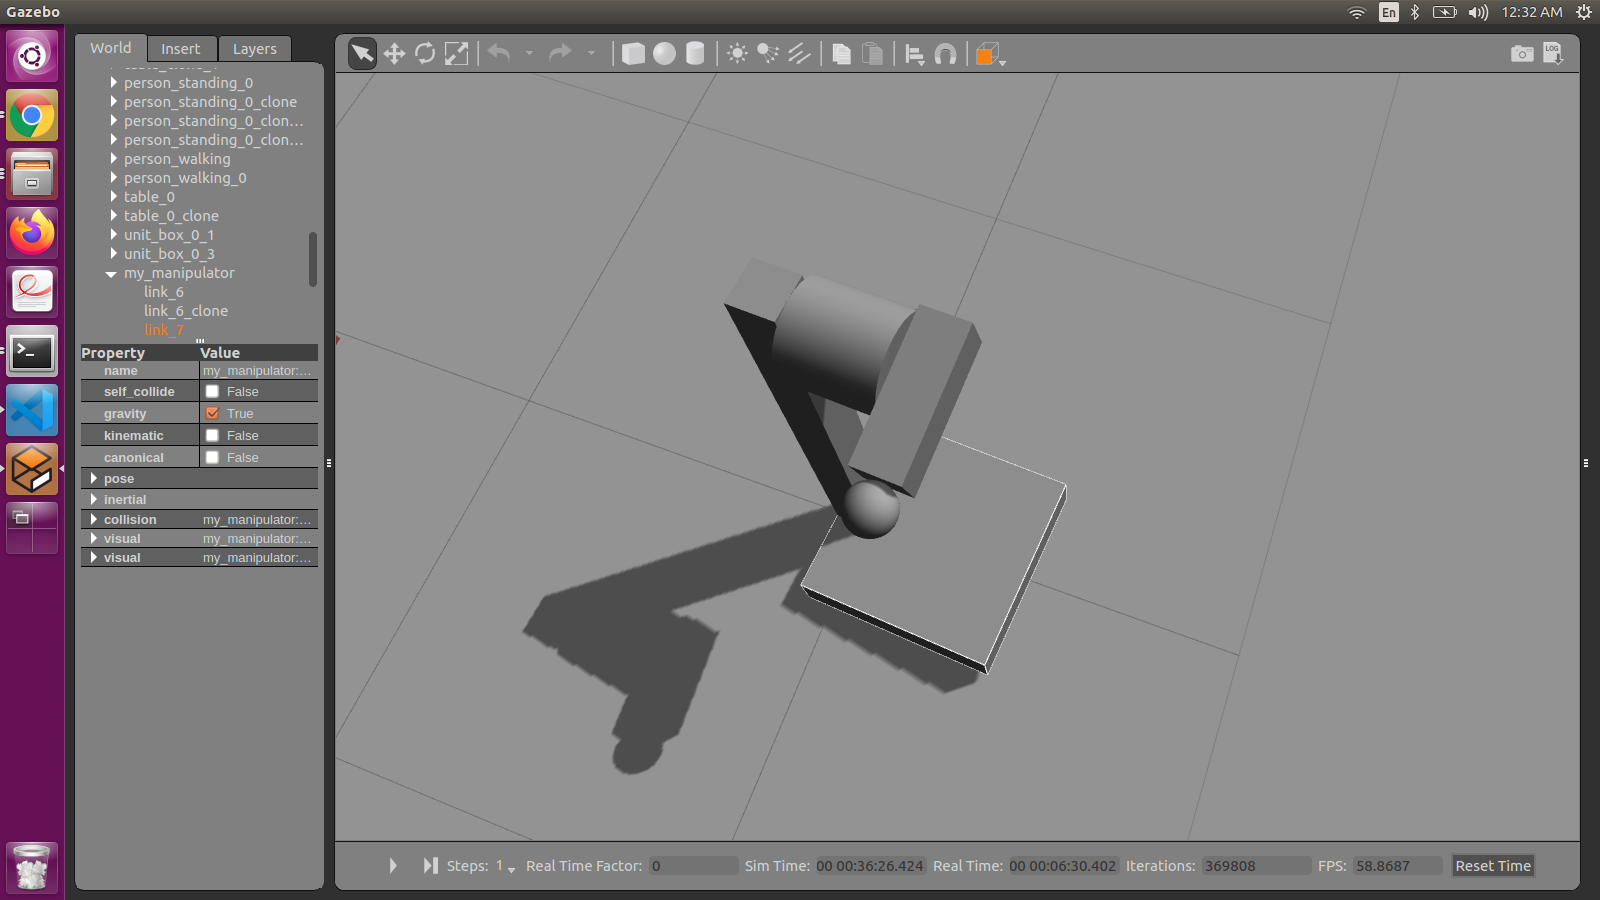 Gazebo
En
12:32 AM
World
Insert
Layers
LOG
person_standing_0
person_standing_0_clone
person_standing_0_clon...
person_standing_0_clon...
person_walking
person_walking_0
table_0
table_0_clone
unit_box_0_1
unit_box_0_3
my_manipulator
link_6
link_6_clone
link_7
Property Value
name my_manipulator:...
self_collide False
gravity True
kinematic False
canonical False
pose
inertial
collision my_manipulator:...
visual my_manipulator:...
visual my_manipulator:...
Steps: 1 Real Time Factor: 0 Sim Time: 00 00:36:26.424 Real Time: 00 00:06:30.402 Iterations: 369808 FPS: 58.8687 Reset Time